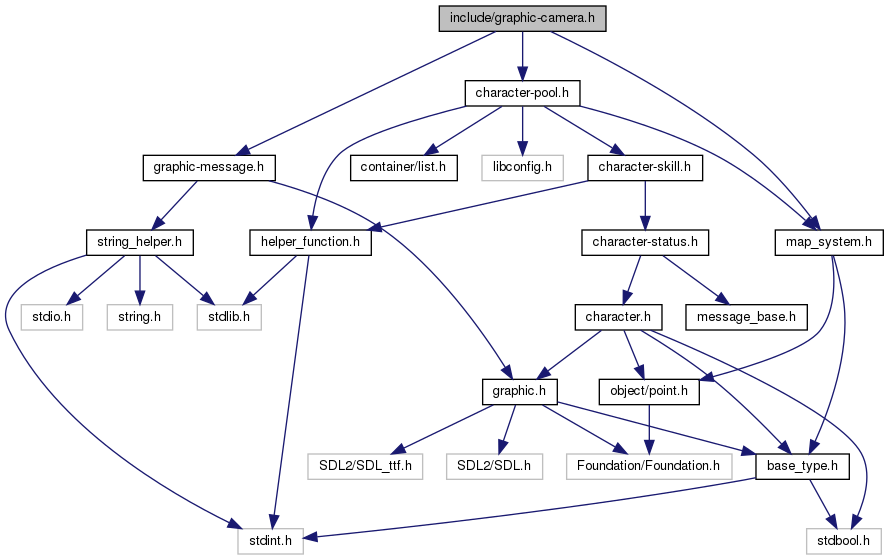 include/graphic-camera.h
character-pool.h
graphic-message.h
container/list.h
libconfig.h
character-skill.h
string_helper.h
helper_function.h
character-status.h
map_system.h
stdio.h
string.h
stdlib.h
character.h
message_base.h
graphic.h
object/point.h
SDL2/SDL_ttf.h
SDL2/SDL.h
Foundation/Foundation.h
base_type.h
stdint.h
stdbool.h